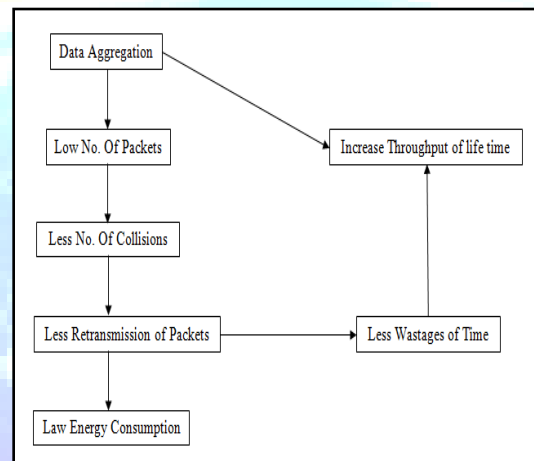 Data Aggregation
Low No. Of Packets
Increase Throughput of life time
Less No. Of Collisions
Less Retransmission of Packets
Less Wastages of Time
Law Energy Consumption